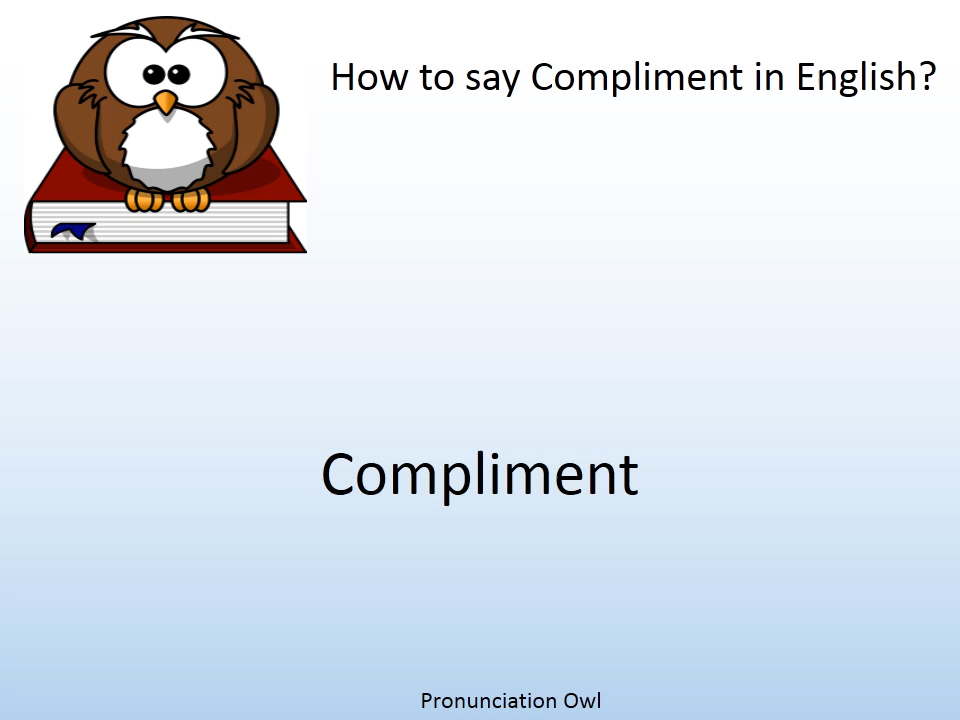 How to say Compliment in English?
Compliment
Pronunciation Owl